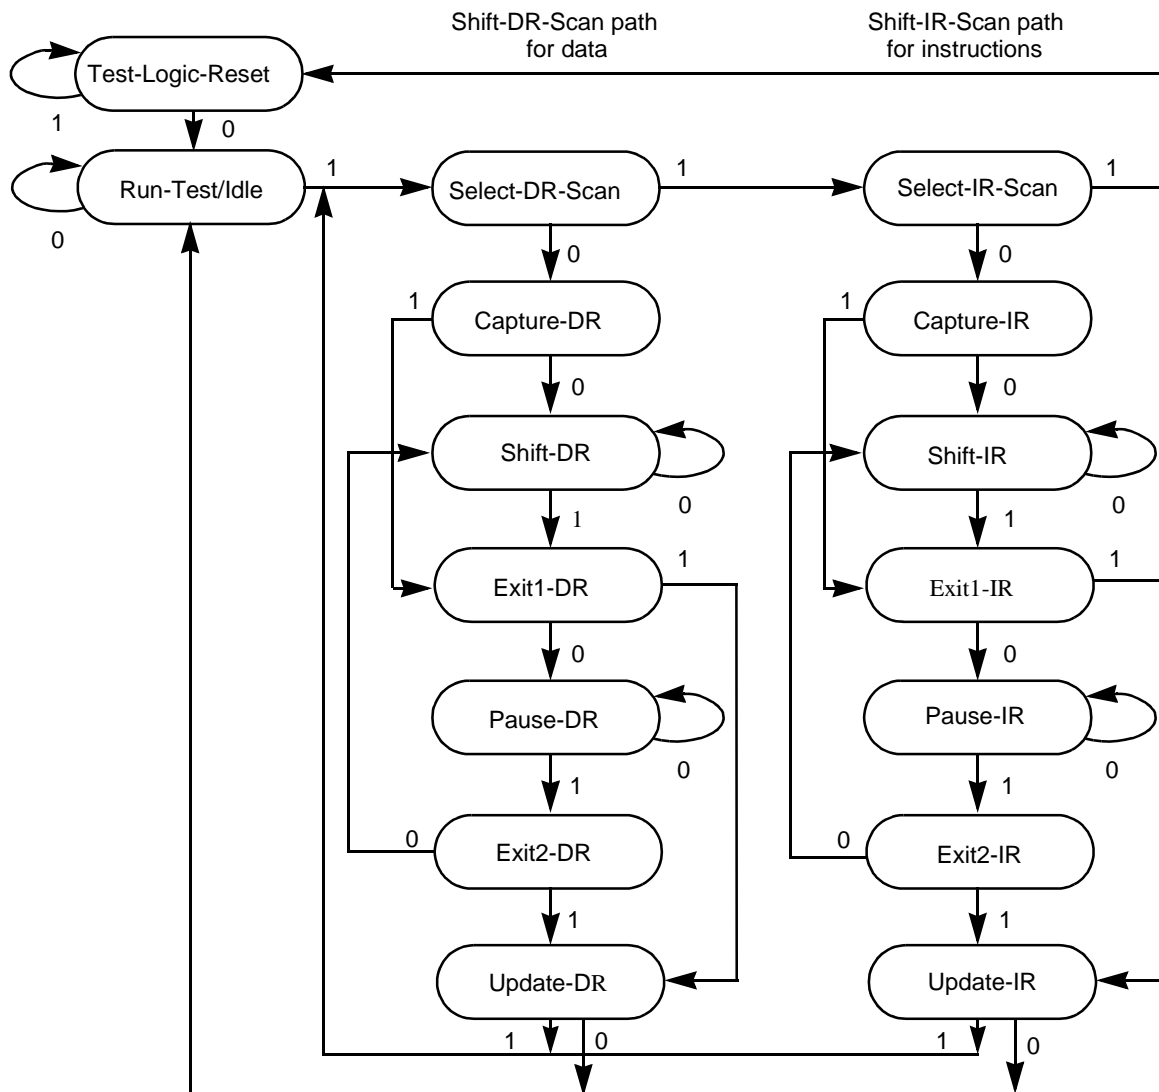 Shift-DR-Scan path
for data
Shift-IR-Scan path
for instructions
Test-Logic-Reset
1
0
Run-Test/Idle
1
Select-DR-Scan
1
Select-IR-Scan
1
0
0
0
1
Capture-DR
1
Capture-IR
0
0
Shift-DR
Shift-IR
0
0
1
1
Exit1-DR
1
Exit1-IR
1
0
0
Pause-DR
Pause-IR
0
0
1
1
0
Exit2-DR
0
Exit2-IR
1
1
Update-DR
Update-IR
1
0
1
0